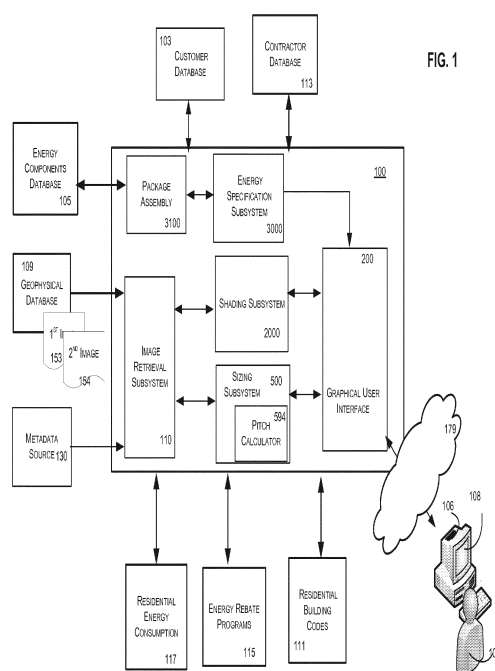 103
CUSTOMER
DATABASE
CONTRACTOR
DATABASE
113
FIG. 1
ENERGY
COMPONENTS
DATABASE
105
PACKAGE
ASSEMBLY
3100
ENERGY
SPECIFICATION
SUBSYSTEM
3000
100
109
GEOPHYSICAL
DATABASE
1ST
153
2ND IMAGE
154
IMAGE
RETRIEVAL
SUBSYSTEM
110
SHADING SUBSYSTEM
2000
200
GRAPHICAL USER
INTERFACE
SIZING 500
SUBSYSTEM
594
PITCH
CALCULATOR
METADATA
SOURCE 130
179
106
108
RESIDENTIAL
ENERGY
CONSUMPTION
117
ENERGY REBATE
PROGRAMS
115
RESIDENTIAL
BUILDING
CODES
111